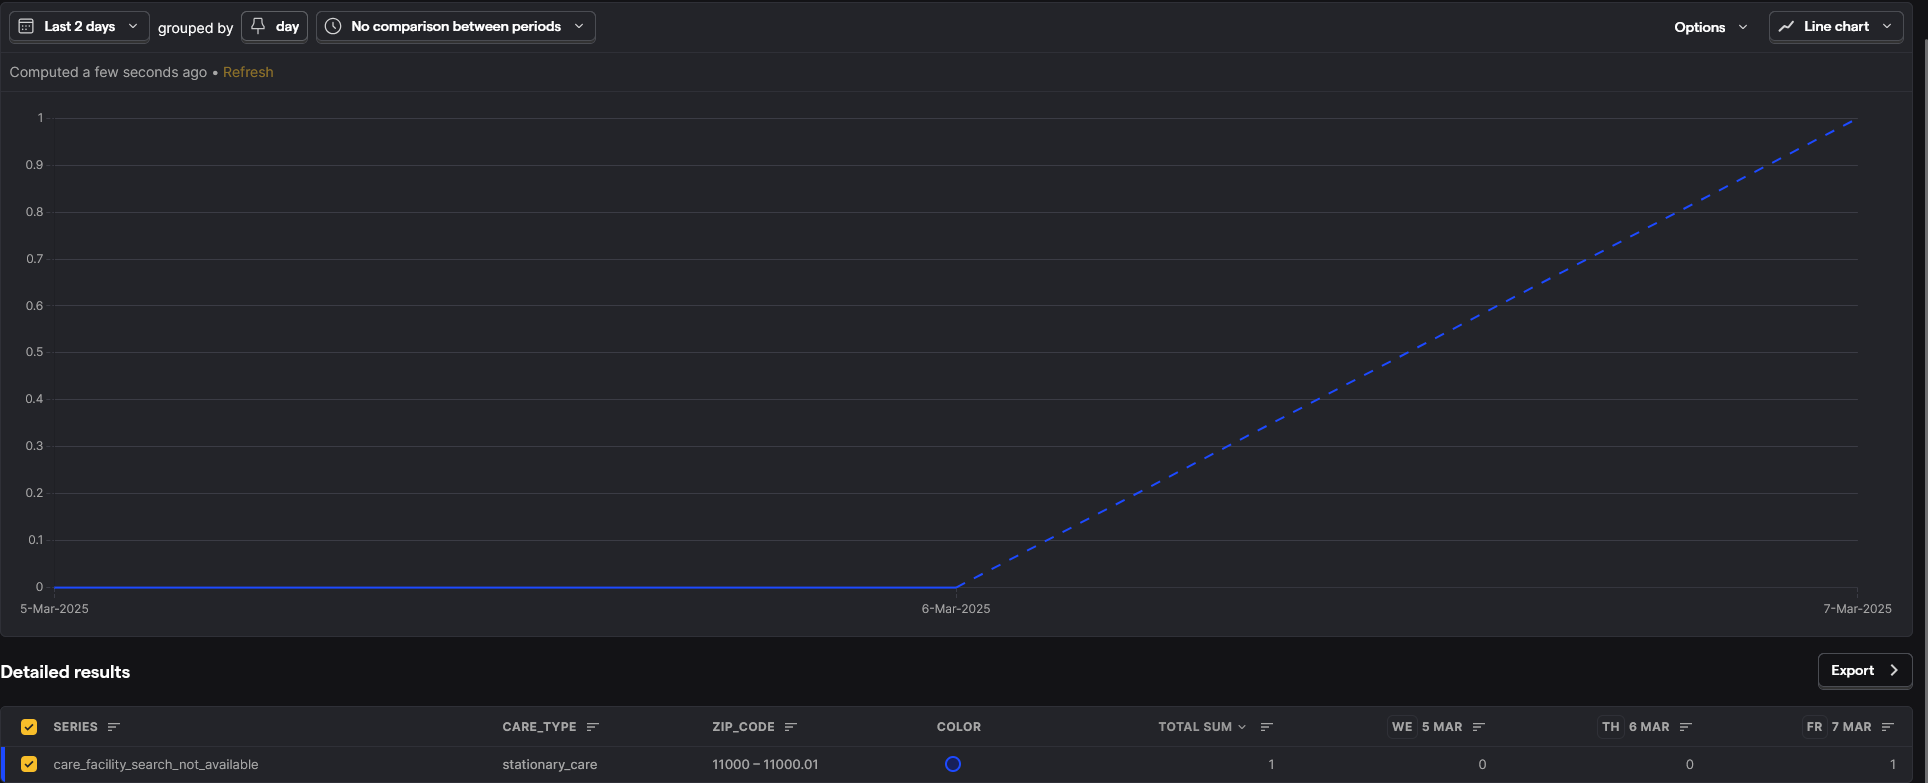 Last 2 days grouped by day No comparison between periods Options Line chart
Computed a few seconds ago • Refresh
1
0.9
0.8
0.7
0.6
0.5
0.4
0.3
0.2
0.1
0
5-Mar-2025 6-Mar-2025 7-Mar-2025
Detailed results Export
SERIES CARE_TYPE ZIP_CODE COLOR TOTAL SUM WE 5 MAR TH 6 MAR FR 7 MAR
care_facility_search_not_available stationary_care 11000 – 11000.01 1 0 0 1